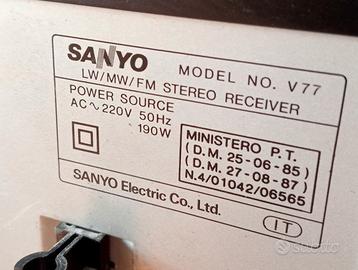 SANYO MODEL NO. V77
LW/MW/FM STEREO RECEIVER
POWER SOURCE
AC~220V 50Hz
190W
MINISTERO P.T.
(D.M. 25-06-85)
(D.M. 27-08-87)
N.4/01042/06565
SANYO Electric Co., Ltd.
IT
subito